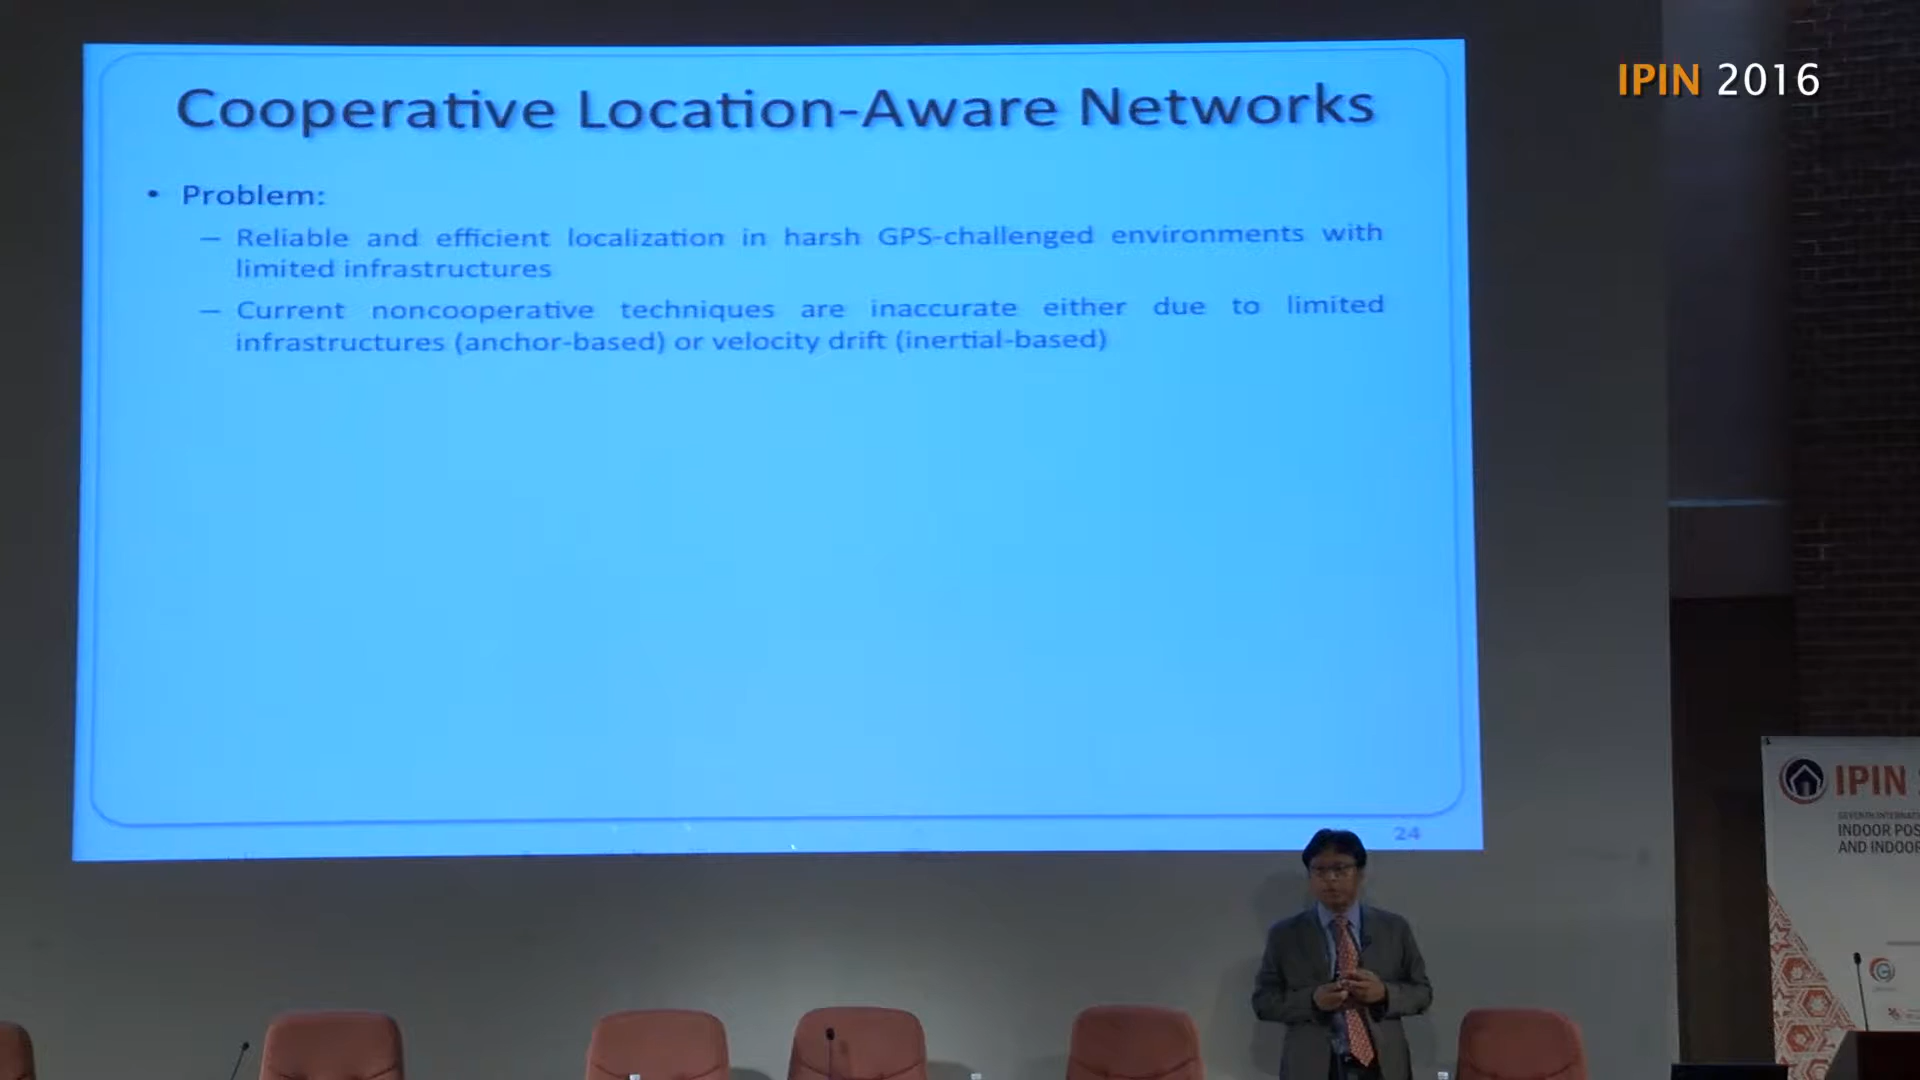 Cooperative Location-Aware Networks
IPIN 2016
• Problem:
– Reliable and efficient localization in harsh GPS-challenged environments with
limited infrastructures
– Current noncooperative techniques are inaccurate either due to limited
infrastructures (anchor-based) or velocity drift (inertial-based)
24
IPIN
INDOOR POS
AND INDOOR